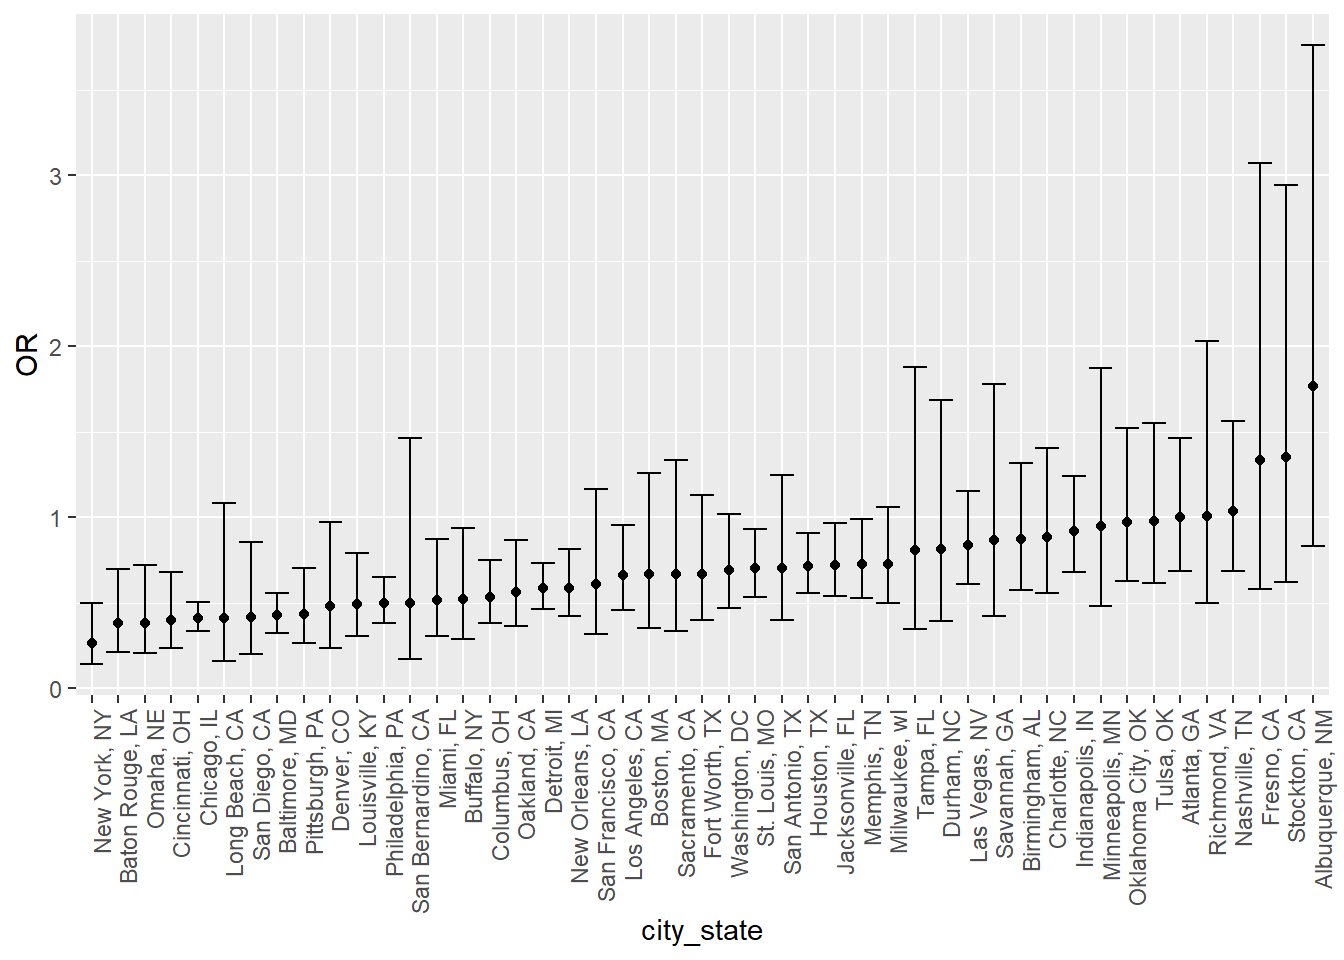 OR
3
2
1
0
New York, NY
Baton Rouge, LA
Omaha, NE
Cincinnati, OH
Chicago, IL
Long Beach, CA
San Diego, CA
Baltimore, MD
Pittsburgh, PA
Denver, CO
Louisville, KY
Philadelphia, PA
San Bernardino, CA
Miami, FL
Buffalo, NY
Columbus, OH
Oakland, CA
Detroit, MI
New Orleans, LA
San Francisco, CA
Los Angeles, CA
Boston, MA
Sacramento, CA
Fort Worth, TX
Washington, DC
St. Louis, MO
San Antonio, TX
Houston, TX
Jacksonville, FL
Memphis, TN
Milwaukee, wI
Tampa, FL
Durham, NC
Las Vegas, NV
Savannah, GA
Birmingham, AL
Charlotte, NC
Indianapolis, IN
Minneapolis, MN
Oklahoma City, OK
Tulsa, OK
Atlanta, GA
Richmond, VA
Nashville, TN
Fresno, CA
Stockton, CA
Albuquerque, NM
city_state